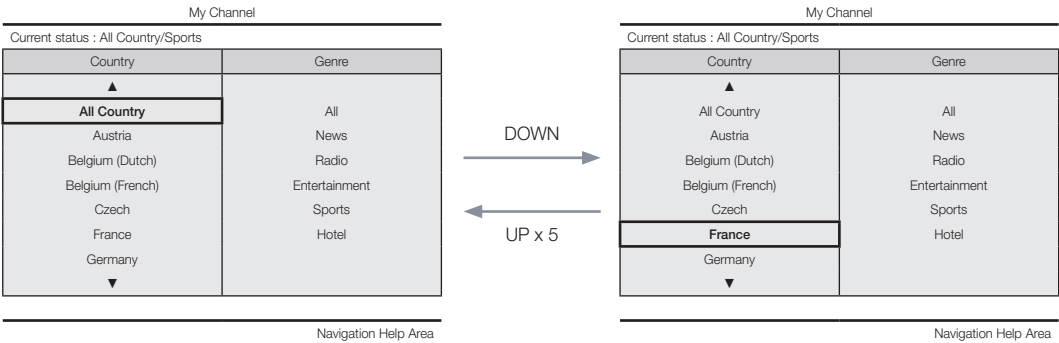 My Channel
Current status : All Country/Sports
Country Genre
▲
All Country All
Austria News
Belgium (Dutch) Radio
Belgium (French) Entertainment
Czech Sports
France Hotel
Germany
▼
Navigation Help Area
DOWN
UP x 5
My Channel
Current status : All Country/Sports
Country Genre
▲
All Country All
Austria News
Belgium (Dutch) Radio
Belgium (French) Entertainment
Czech Sports
France Hotel
Germany
▼
Navigation Help Area